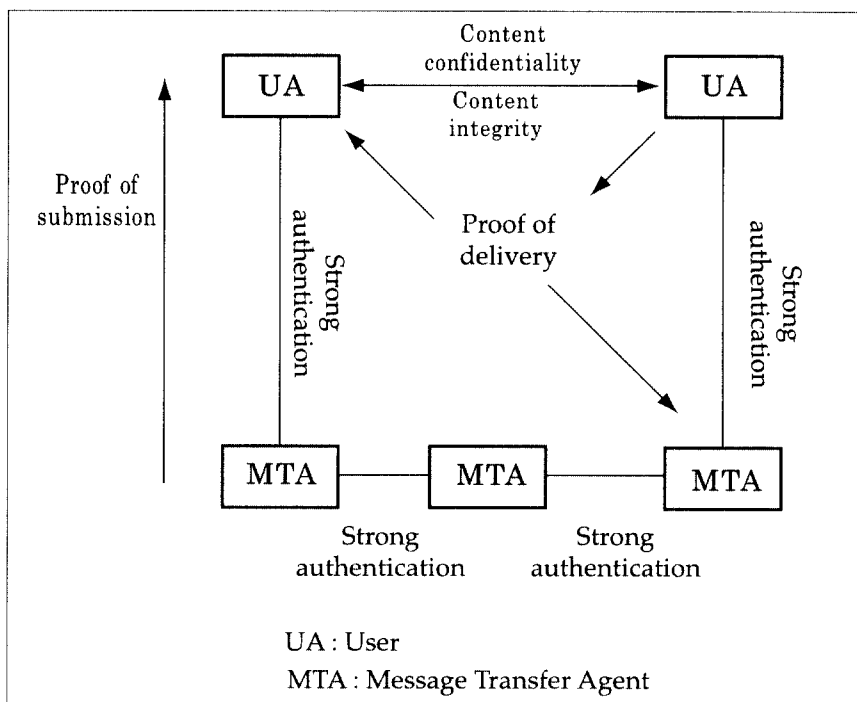 Content
confidentiality
UA
UA
Content
integrity
Proof of
submission
Strong
authentication
Proof of
delivery
Strong
authentication
MTA
MTA
MTA
Strong
authentication
Strong
authentication
UA : User
MTA : Message Transfer Agent